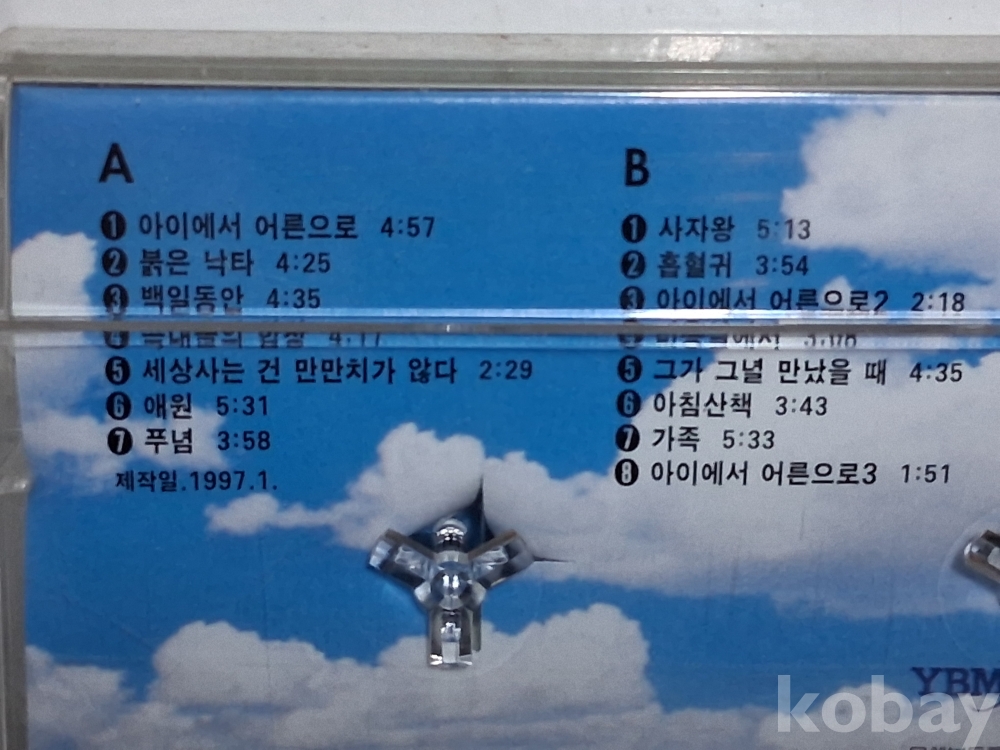 A
❶ 아이에서 어른으로 4:57
❷ 붉은 낙타 4:25
❸ 백일동안 4:35
4:17
❺ 세상사는 건 만만치가 않다 2:29
❻ 애원 5:31
❼ 푸념 3:58
제작일.1997.1.
B
❶ 사자왕 5:13
❷ 흡혈귀 3:54
❸ 아이에서 어른으로2 2:18
❺ 그가 그녈 만났을 때 4:35
❻ 아침산책 3:43
❼ 가족 5:33
❽ 아이에서 어른으로3 1:51
YBM
kobay